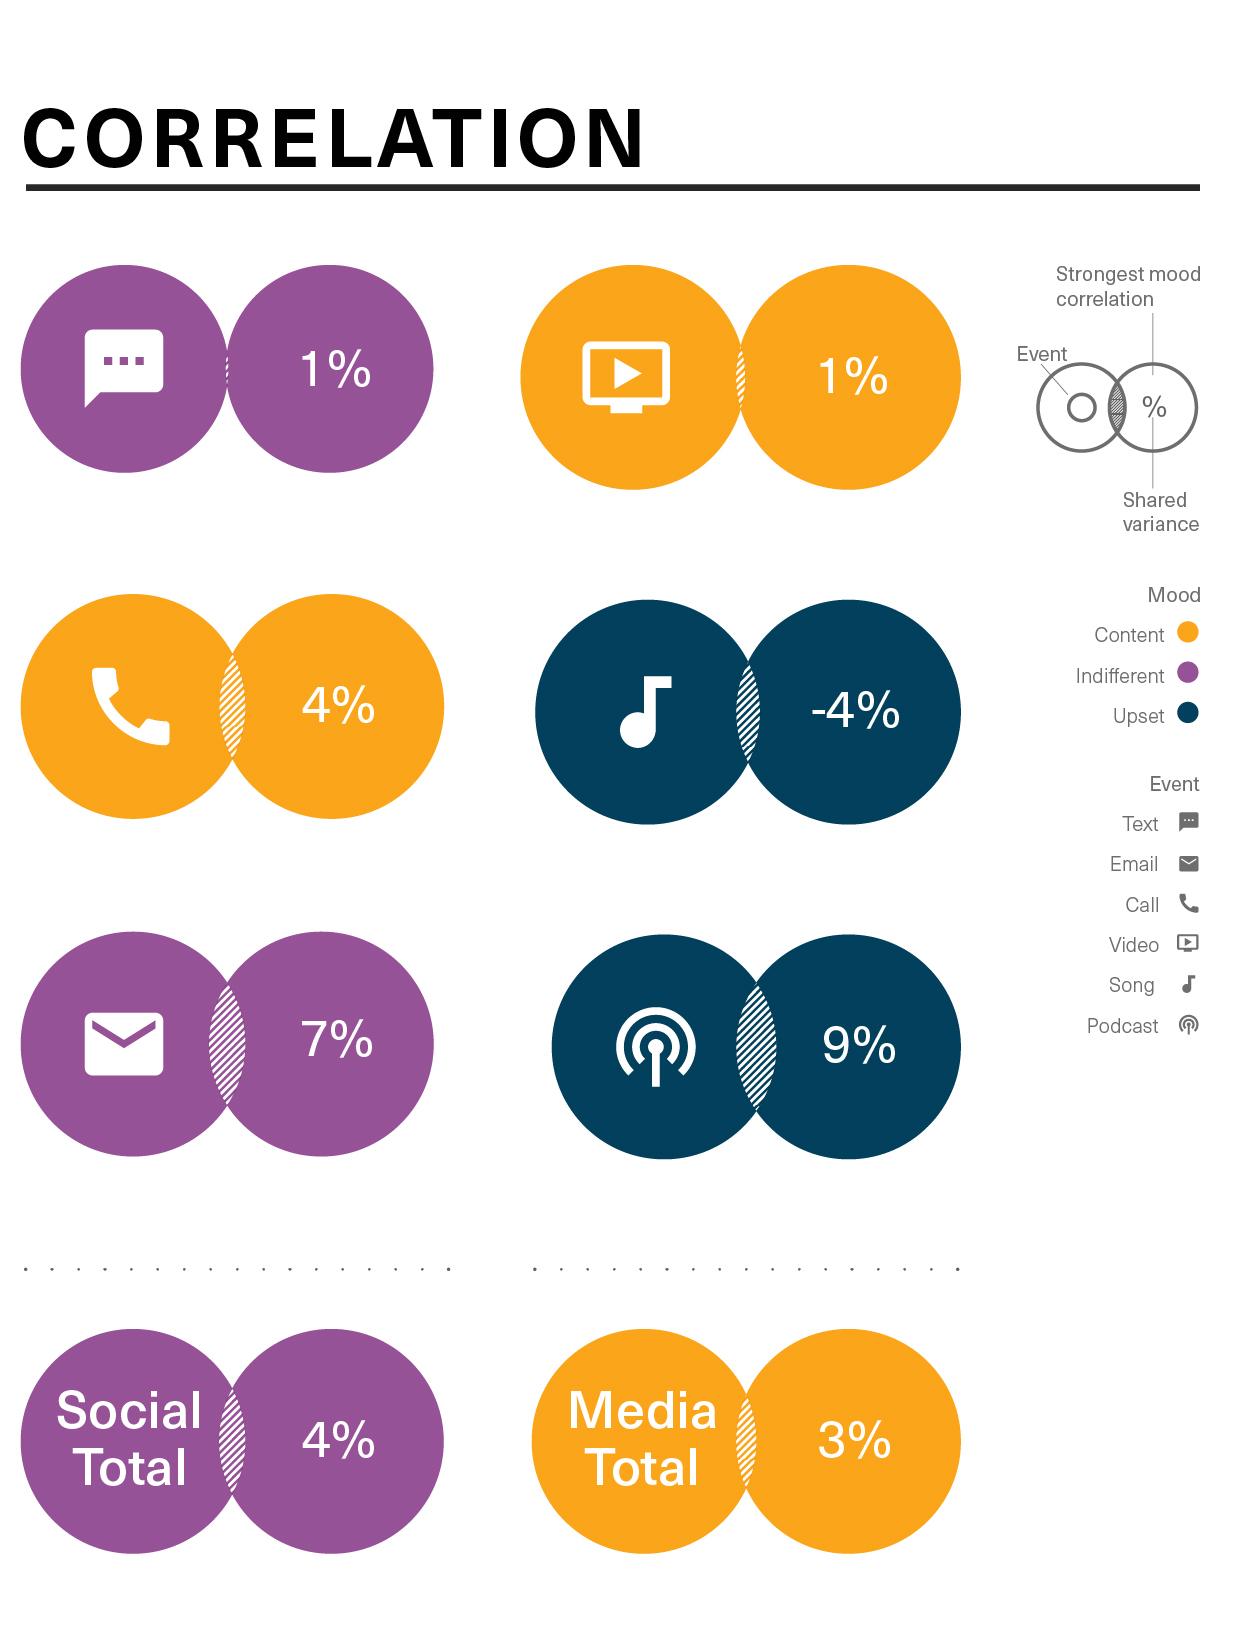 CORRELATION
1%
1%
Strongest mood
correlation
Event
%
Shared
variance
4%
-4%
Mood
Content
Indifferent
Upset
Event
Text
Email
Call
Video
Song
Podcast
7%
9%
Social
Total
4%
Media
Total
3%